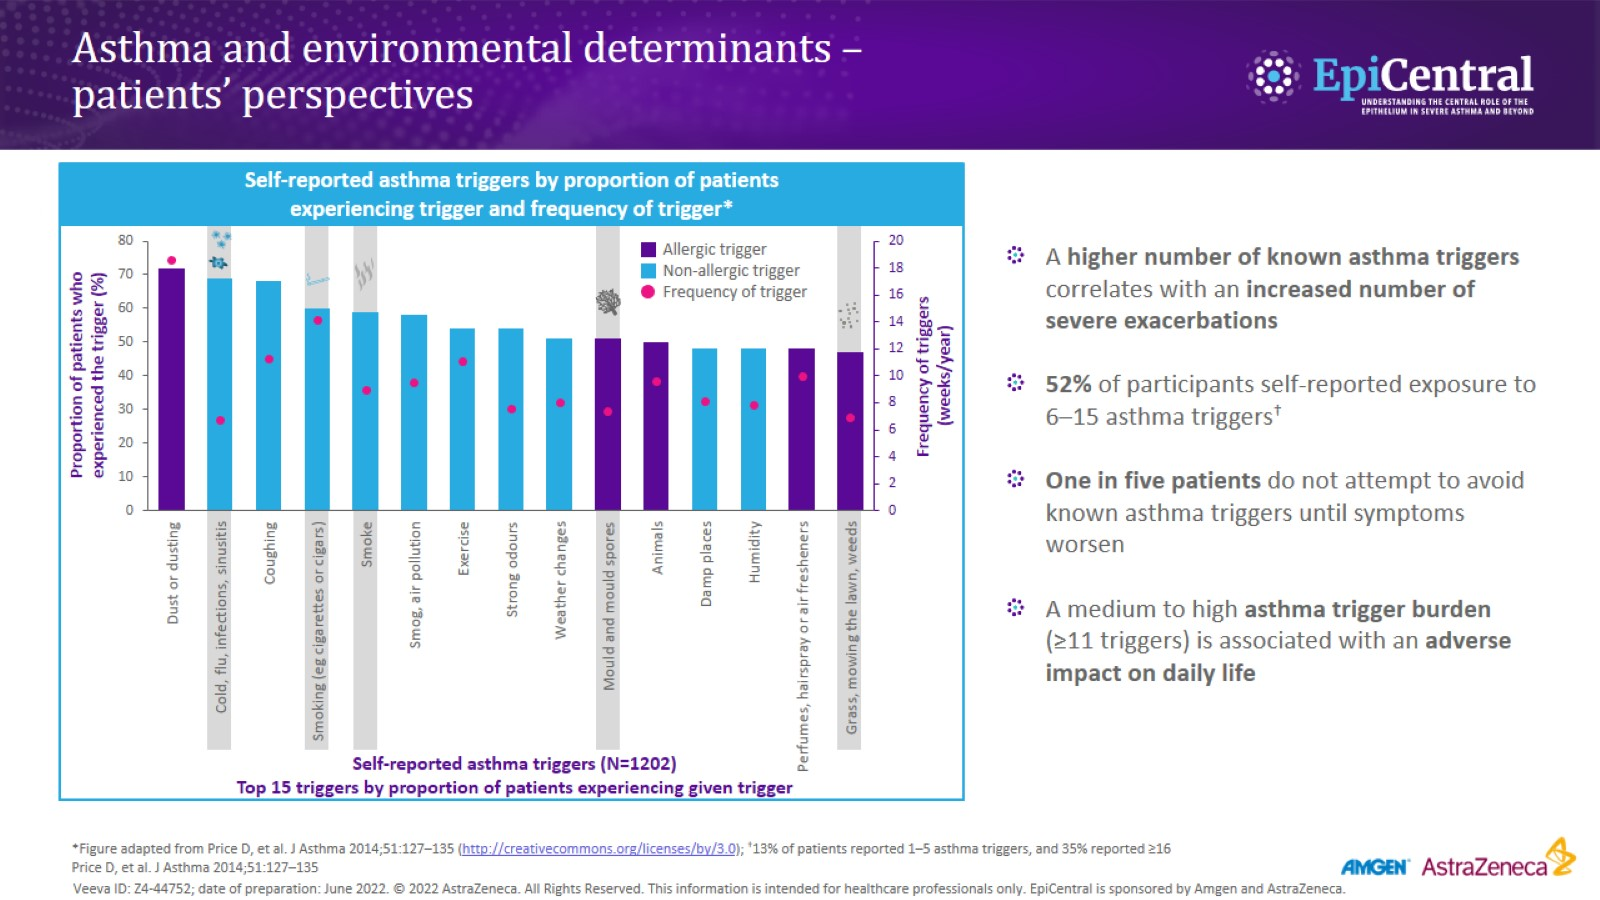 Asthma and environmental determinants –
patients’ perspectives
EpiCentral
UNDERSTANDING THE CENTRAL ROLE OF THE
EPITHELIUM IN SEVERE ASTHMA AND BEYOND
Self-reported asthma triggers by proportion of patients
experiencing trigger and frequency of trigger*
Proportion of patients who
experienced the trigger (%)
80
70
60
50
40
30
20
10
0
Allergic trigger
Non-allergic trigger
Frequency of trigger
20
18
16
14
12
10
8
6
4
2
0
Frequency of triggers
(weeks/year)
Dust or dusting
Cold, flu, infections, sinusitis
Coughing
Smoking (eg cigarettes or cigars)
Smoke
Smog, air pollution
Exercise
Strong odours
Weather changes
Mould and mould spores
Animals
Damp places
Humidity
Perfumes, hairspray or air fresheners
Grass, mowing the lawn, weeds
Self-reported asthma triggers (N=1202)
Top 15 triggers by proportion of patients experiencing given trigger
A higher number of known asthma triggers
correlates with an increased number of
severe exacerbations
52% of participants self-reported exposure to
6–15 asthma triggers†
One in five patients do not attempt to avoid
known asthma triggers until symptoms
worsen
A medium to high asthma trigger burden
(≥11 triggers) is associated with an adverse
impact on daily life
*Figure adapted from Price D, et al. J Asthma 2014;51:127–135 (http://creativecommons.org/licenses/by/3.0); †13% of patients reported 1–5 asthma triggers, and 35% reported ≥16
Price D, et al. J Asthma 2014;51:127–135
Veeva ID: Z4-44752; date of preparation: June 2022. © 2022 AstraZeneca. All Rights Reserved. This information is intended for healthcare professionals only. EpiCentral is sponsored by Amgen and AstraZeneca.
AMGEN®
AstraZeneca